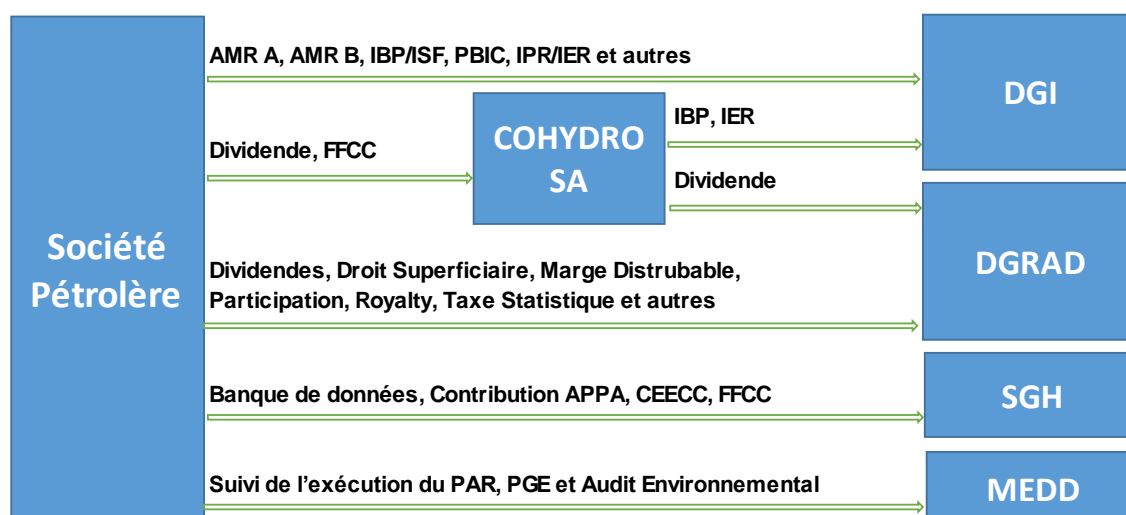 AMR A, AMR B, IBP/ISF, PBIC, IPR/IER et autres
DGI
Dividende, FFCC
COHYDRO
SA
IBP, IER
Dividende
Société
Pétrolère
Dividendes, Droit Superficiaire, Marge Distrubable,
Participation, Royalty, Taxe Statistique et autres
DGRAD
Banque de données, Contribution APPA, CEECC, FFCC
SGH
Suivi de l’exécution du PAR, PGE et Audit Environnemental
MEDD